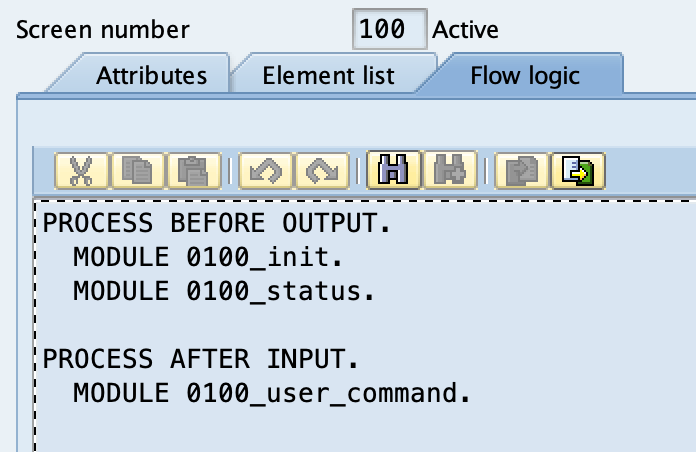 Screen number 100 Active
Attributes Element list Flow logic
PROCESS BEFORE OUTPUT.
MODULE 0100_init.
MODULE 0100_status.
PROCESS AFTER INPUT.
MODULE 0100_user_command.